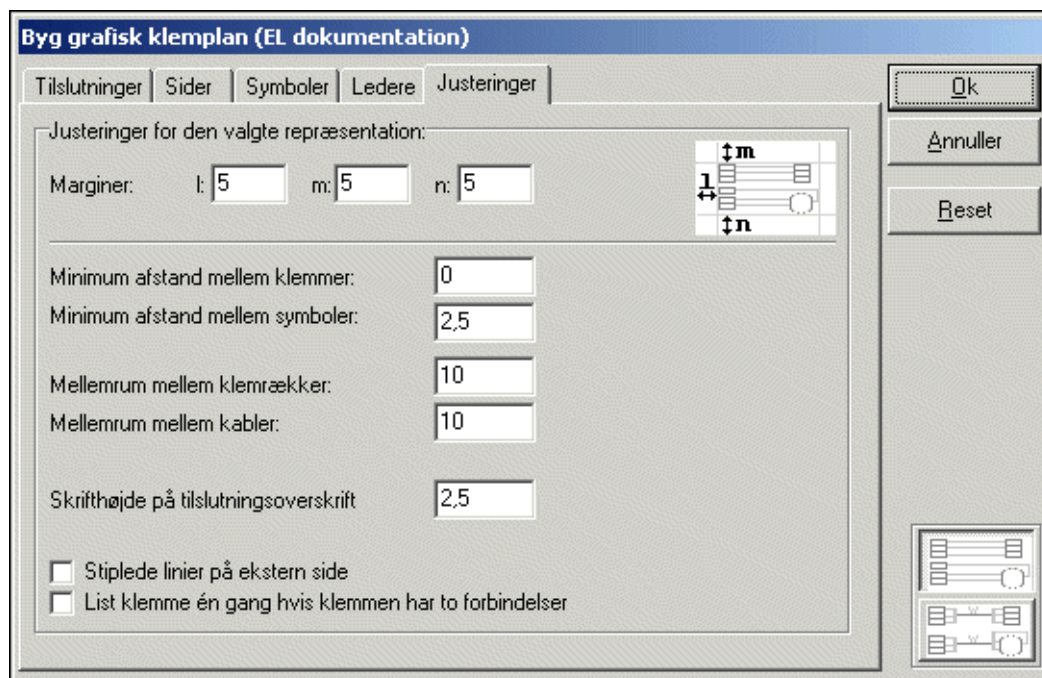 Byg grafisk klemplan (EL dokumentation)
Tilslutninger Sider Symboler Ledere Justeringer
Ok
Annuller
Reset
Justeringer for den valgte repræsentation:
Marginer: l: 5 m: 5 n: 5
m
l
n
Minimum afstand mellem klemmer: 0
Minimum afstand mellem symboler: 2,5
Mellemrum mellem klemrækker: 10
Mellemrum mellem kabler: 10
Skrifthøjde på tilslutningsoverskrift 2,5
Stiplede linier på ekstern side
List klemme én gang hvis klemmen har to forbindelser
W
W